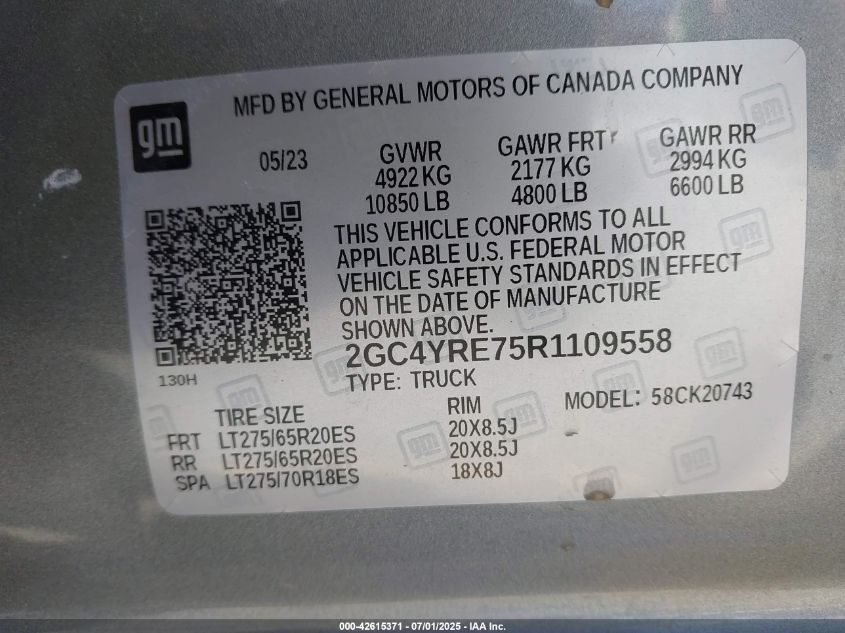 gm
MFD BY GENERAL MOTORS OF CANADA COMPANY
05/23
GVWR
4922 KG
10850 LB
GAWR FRT
2177 KG
4800 LB
GAWR RR
2994 KG
6600 LB
THIS VEHICLE CONFORMS TO ALL
APPLICABLE U.S. FEDERAL MOTOR
VEHICLE SAFETY STANDARDS IN EFFECT
ON THE DATE OF MANUFACTURE
SHOWN ABOVE.
2GC4YRE75R1109558
TYPE: TRUCK
130H
MODEL: 58CK20743
TIRE SIZE RIM
FRT LT275/65R20ES 20X8.5J
RR LT275/65R20ES 20X8.5J
SPA LT275/70R18ES 18X8J
000-42615371 - 07/01/2025 - IAA Inc.